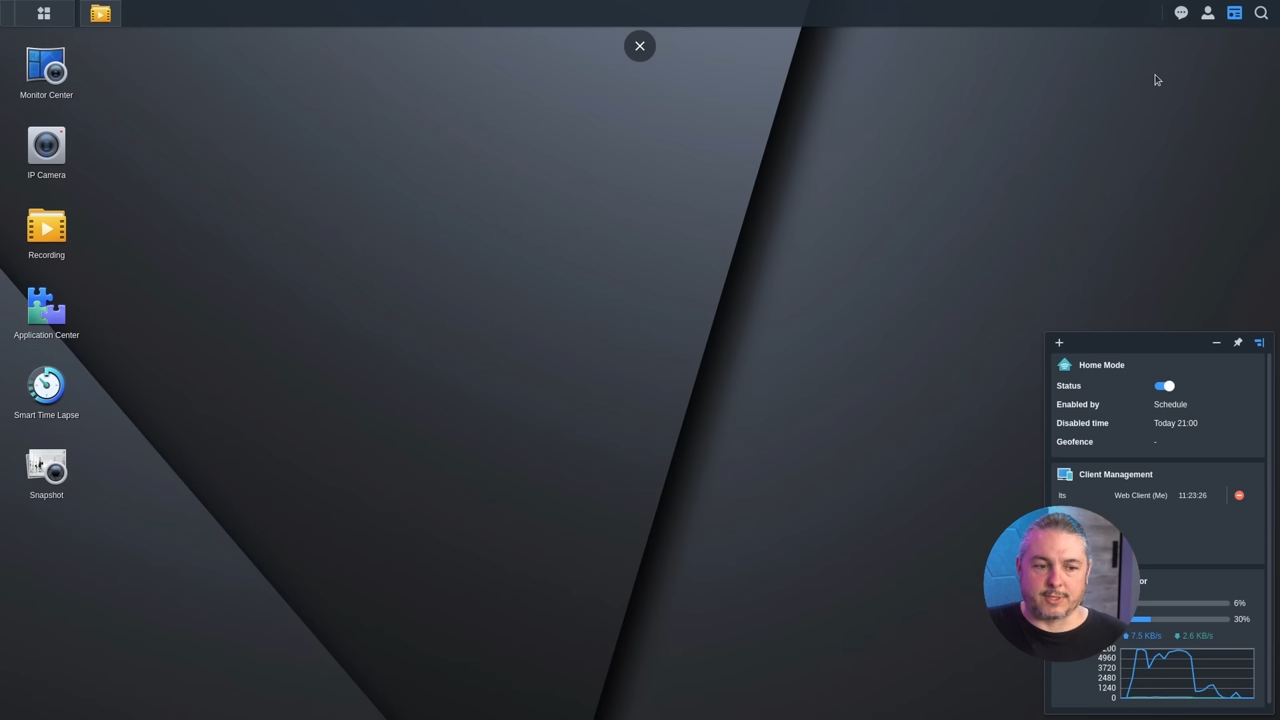 Monitor Center
IP Camera
Recording
Application Center
Smart Time Lapse
Snapshot
Home Mode
Status
Enabled by Schedule
Disabled time Today 21:00
Geofence -
Client Management
lts Web Client (Me) 11:23:26
6%
30%
7.5 KB/s 2.6 KB/s
4960
3720
2480
1240
0